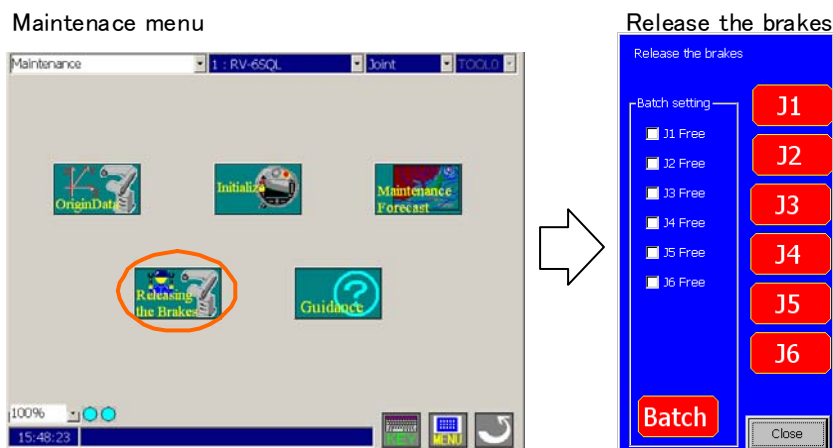 Maintenace menu
Maintenance
1 : RV-6SQL
Joint
TOOL0
OriginData
Initialize
Maintenance
Forecast
Releasing
the Brakes
Guidance
100%
15:48:23
KEY
MENU
Release the brakes
Release the brakes
Batch setting
J1 Free
J2 Free
J3 Free
J4 Free
J5 Free
J6 Free
J1
J2
J3
J4
J5
J6
Batch
Close